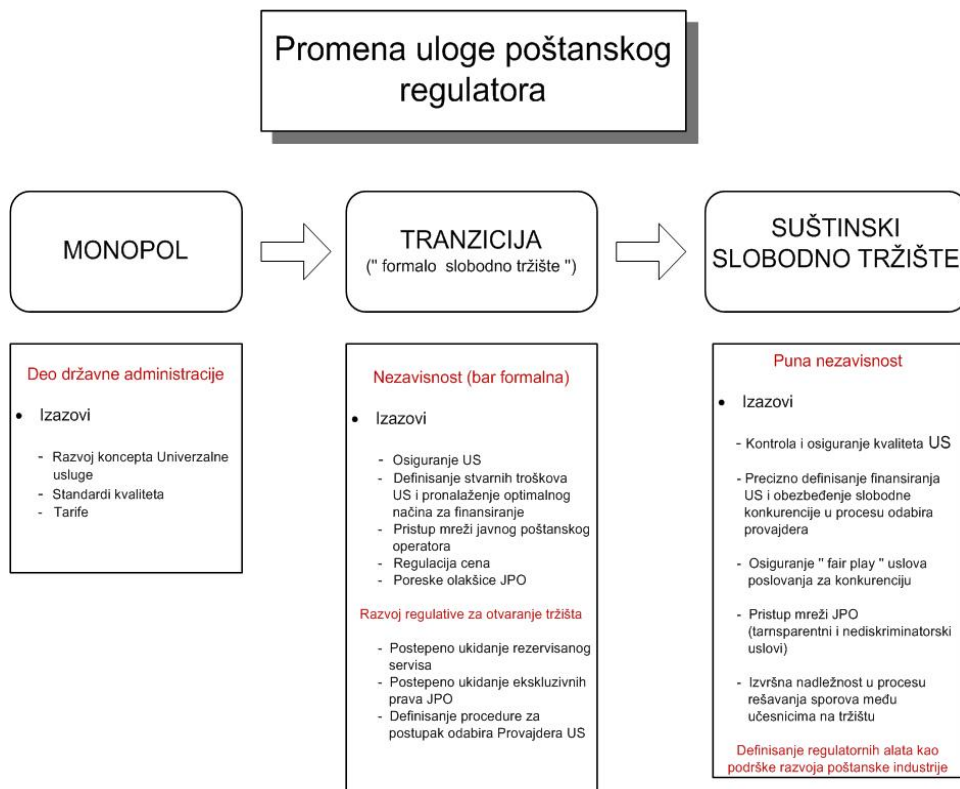 Promena uloge poštanskog
regulatora
MONOPOL
TRANZICIJA
(" formalo slobodno tržište ")
SUŠTINSKI
SLOBODNO TRŽIŠTE
Deo državne administracije
• Izazovi
- Razvoj koncepta Univerzalne
usluge
- Standardi kvaliteta
- Tarife
Nezavisnost (bar formalna)
• Izazovi
- Osiguranje US
- Definisanje stvarnih troškova
US i pronalaženje optimalnog
načina za finansiranje
- Pristup mreži javnog poštanskog
operatora
- Regulacija cena
- Poreske olakšice JPO
Razvoj regulative za otvaranje tržišta
- Postepeno ukidanje rezervisanog
servisa
- Postepeno ukidanje ekskluzivnih
prava JPO
- Definisanje procedure za
postupak odabira Provajdera US
Puna nezavisnost
• Izazovi
- Kontrola i osiguranje kvaliteta US
- Precizno definisanje finansiranja
US i obezbeđenje slobodne
konkurencije u procesu odabira
provajdera
- Osiguranje " fair play " uslova
poslovanja za konkurenciju
- Pristup mreži JPO
(tarnsparentni i nediskriminatorski
uslovi)
- Izvršna nadležnost u procesu
rešavanja sporova među
učesnicima na tržištu
Definisanje regulatornih alata kao
podrške razvoja poštanske industrije